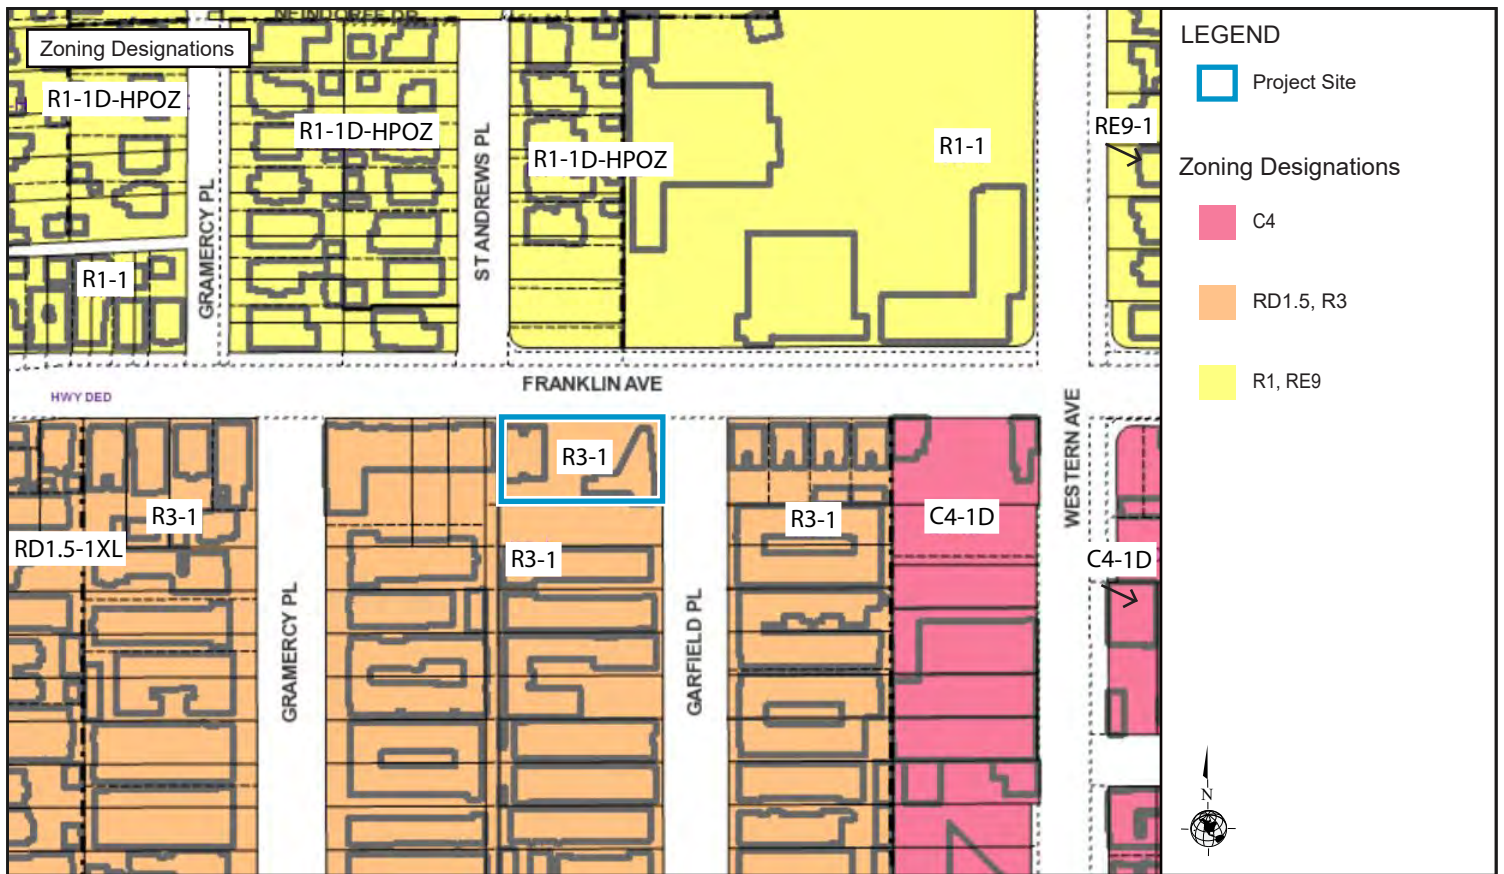 NEINDORFF DR
Zoning Designations
R1-1D-HPOZ
-H
R1-1D-HPOZ
R1-1D-HPOZ
R1-1
RE9-1
R1-1
GRAMERCY PL
ST ANDREWS PL
FRANKLIN AVE
HWY DED
WESTERN AVE
R3-1
R3-1
R3-1
R3-1
C4-1D
RD1.5-1XL
C4-1D
GRAMERCY PL
GARFIELD PL
LEGEND
Project Site
Zoning Designations
C4
RD1.5, R3
R1, RE9
N